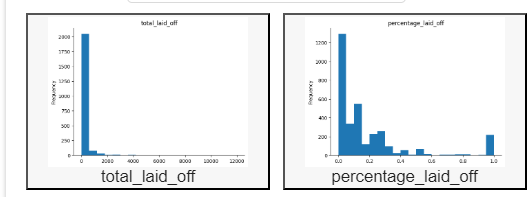 total_laid_off
2000
1750
1500
1250
1000
750
500
250
0
Frequency
0 2000 4000 6000 8000 10000 12000
total_laid_off
percentage_laid_off
1200
1000
800
600
400
200
0
Frequency
0.0 0.2 0.4 0.6 0.8 1.0
percentage_laid_off